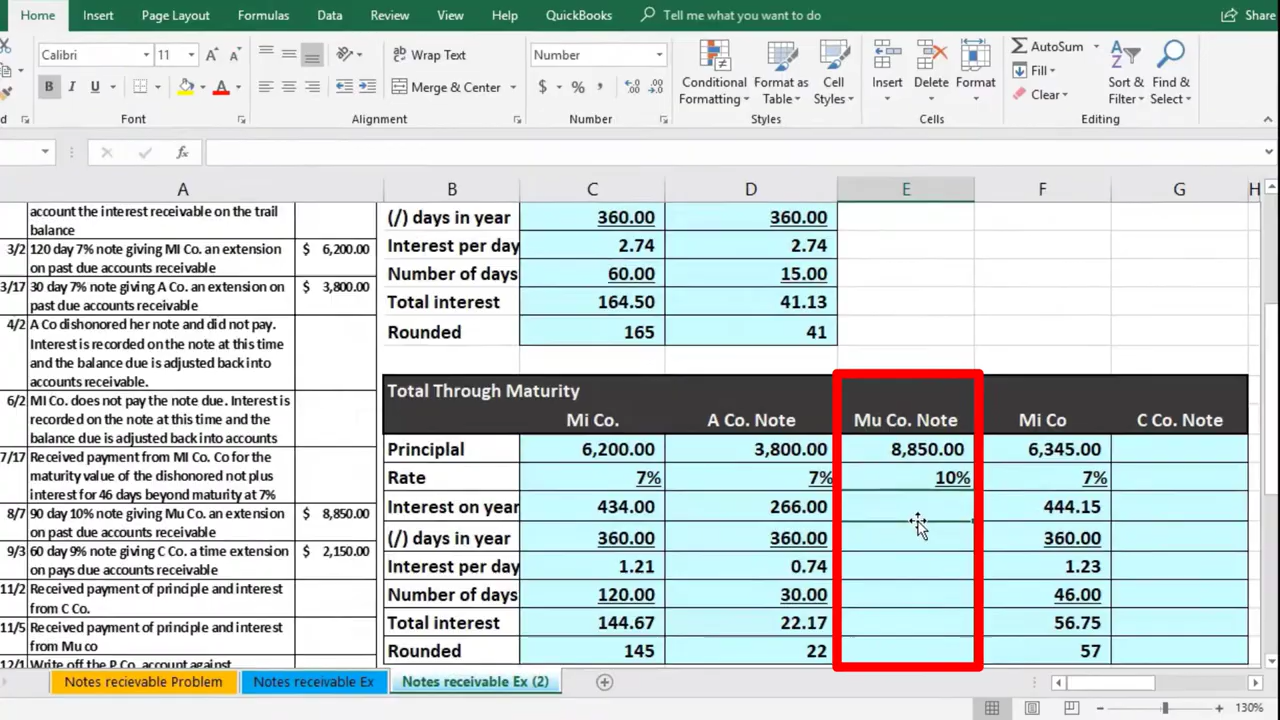 Home Insert Page Layout Formulas Data Review View Help QuickBooks Tell me what you want to do Share
Calibri 11 Wrap Text Number AutoSum
Fill
B I U Merge & Center $ % , Conditional Formatting Format as Table Cell Styles Insert Delete Format Clear Sort & Filter Find & Select
Font Alignment Number Styles Cells Editing
fx
A B C D E F G H
account the interest receivable on the trail
balance
3/2 120 day 7% note giving MI Co. an extension $ 6,200.00
on past due accounts receivable
3/17 30 day 7% note giving A Co. an extension on $ 3,800.00
past due accounts receivable
4/2 A Co dishonored her note and did not pay.
Interest is recorded on the note at this time
and the balance due is adjusted back into
accounts receivable.
6/2 MI Co. does not pay the note due. Interest is
recorded on the note at this time and the
balance due is adjusted back into accounts
7/17 Received payment from MI. Co for the
maturity value of the dishonored not plus
interest for 46 days beyond maturity at 7%
8/7 90 day 10% note giving Mu Co. an extension $ 8,850.00
on past due accounts receivable
9/3 60 day 9% note giving C Co. a time extension $ 2,150.00
on pays due accounts receivable
11/2 Received payment of principle and interest
from C Co.
11/5 Received payment of principle and interest
from Mu co
12/1 Write off the P Co. account against
(/) days in year 360.00 360.00
Interest per day 2.74 2.74
Number of days 60.00 15.00
Total interest 164.50 41.13
Rounded 165 41
Total Through Maturity
Mi Co. A Co. Note Mu Co. Note Mi Co C Co. Note
Principlal 6,200.00 3,800.00 8,850.00 6,345.00
Rate 7% 7% 10% 7%
Interest on year 434.00 266.00 444.15
(/) days in year 360.00 360.00 360.00
Interest per day 1.21 0.74 1.23
Number of days 120.00 30.00 46.00
Total interest 144.67 22.17 56.75
Rounded 145 22 57
Notes recievable Problem Notes receivable Ex Notes receivable Ex (2)
130%